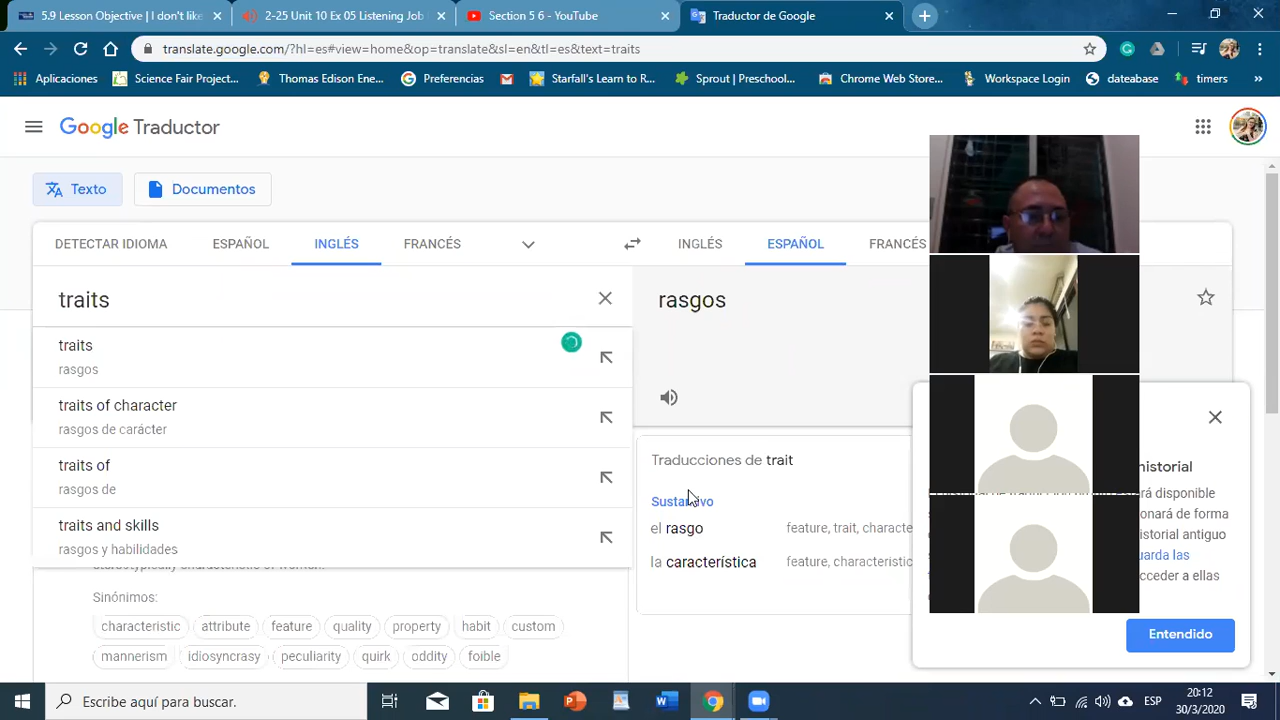 5.9 Lesson Objective | I don't like
2-25 Unit 10 Ex 05 Listening Job
Section 5 6 - YouTube
Traductor de Google
translate.google.com/?hl=es#view=home&op=translate&sl=en&tl=es&text=traits
Aplicaciones
Science Fair Project...
Thomas Edison Ene...
Preferencias
Starfall's Learn to R...
Sprout | Preschool...
Chrome Web Store...
Workspace Login
dateabase
timers
»
Google Traductor
Texto
Documentos
DETECTAR IDIOMA
ESPAÑOL
INGLÉS
FRANCÉS
INGLÉS
ESPAÑOL
FRANCÉS
traits
rasgos
traits
rasgos
traits of character
rasgos de carácter
traits of
rasgos de
traits and skills
rasgos y habilidades
Sinónimos:
characteristic
attribute
feature
quality
property
habit
custom
mannerism
idiosyncrasy
peculiarity
quirk
oddity
foible
Traducciones de trait
Sustantivo
el rasgo
feature, trait, characte
la característica
feature, characteristic
historial
disponible
de forma
historial antiguo
uarda las
cceder a ellas
Entendido
Escribe aquí para buscar.
ESP
20:12
30/3/2020